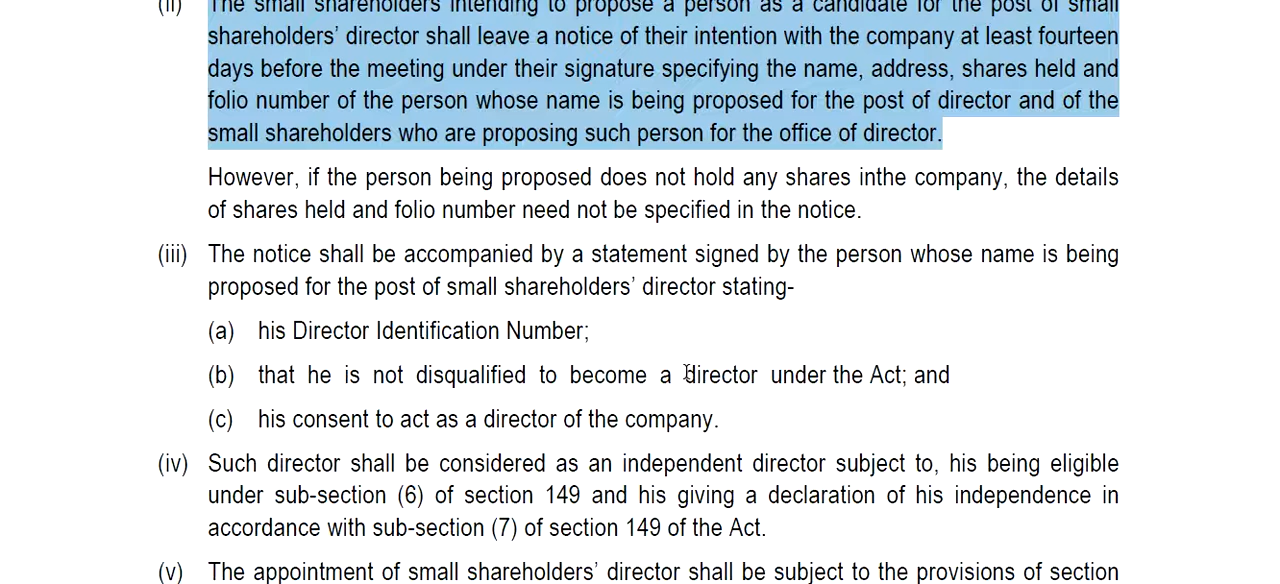 (ii) The small shareholders intending to propose a person as a candidate for the post of small
shareholders’ director shall leave a notice of their intention with the company at least fourteen
days before the meeting under their signature specifying the name, address, shares held and
folio number of the person whose name is being proposed for the post of director and of the
small shareholders who are proposing such person for the office of director.
However, if the person being proposed does not hold any shares inthe company, the details
of shares held and folio number need not be specified in the notice.
(iii) The notice shall be accompanied by a statement signed by the person whose name is being
proposed for the post of small shareholders’ director stating-
(a) his Director Identification Number;
(b) that he is not disqualified to become a director under the Act; and
(c) his consent to act as a director of the company.
(iv) Such director shall be considered as an independent director subject to, his being eligible
under sub-section (6) of section 149 and his giving a declaration of his independence in
accordance with sub-section (7) of section 149 of the Act.
(v) The appointment of small shareholders’ director shall be subject to the provisions of section